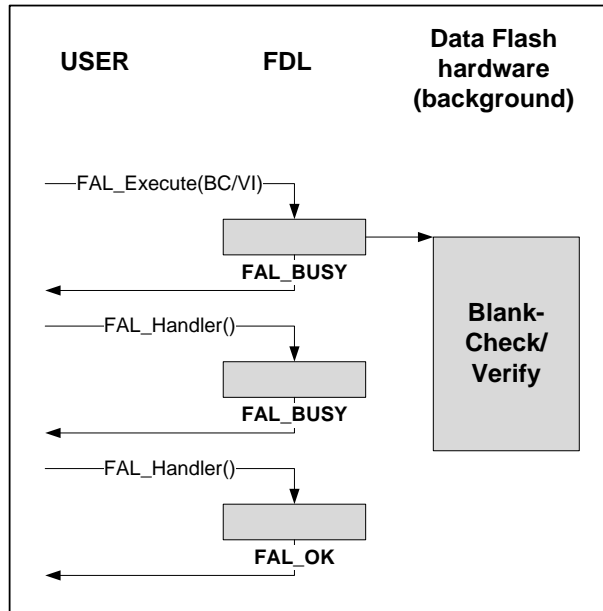 USER
FDL
Data Flash
hardware
(background)
FAL_Execute(BC/VI)
FAL_BUSY
FAL_Handler()
FAL_BUSY
FAL_Handler()
FAL_OK
Blank-
Check/
Verify